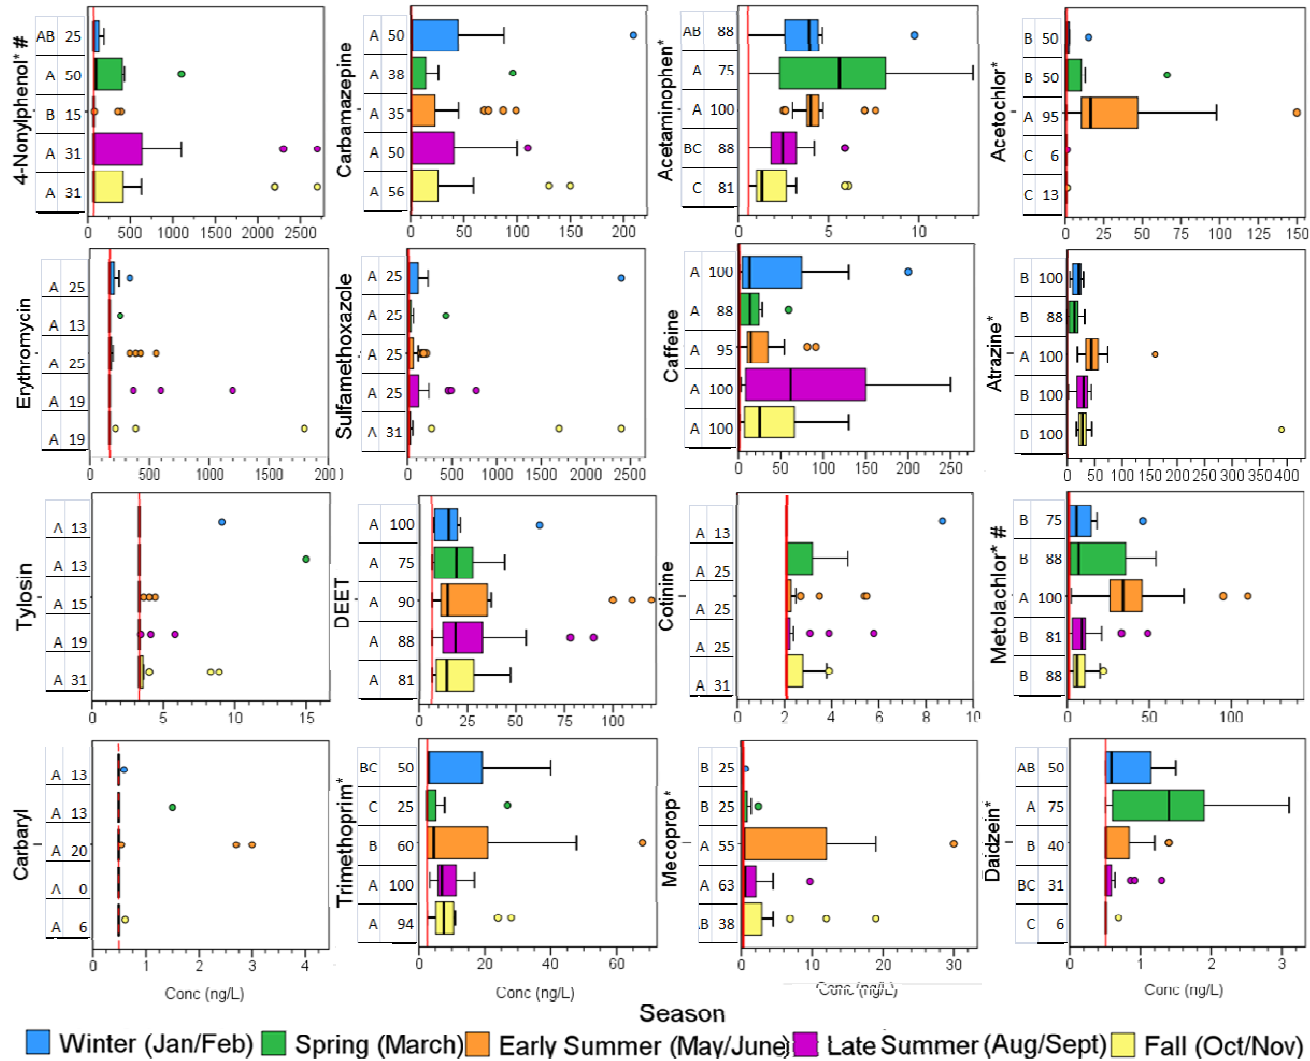 4-Nonylphenol* #
AB 25
A 50
B 15
A 31
A 31
0 500 1000 1500 2000 2500
Carbamazepine
A 50
A 38
A 35
A 50
A 56
0 50 100 150 200
Acetaminophen*
AB 88
A 75
A 100
BC 88
C 81
0 5 10
Acetochlor*
B 50
B 50
A 95
C 6
C 13
0 25 50 75 100 125 150
Erythromycin
A 25
A 13
A 25
A 19
A 19
0 500 1000 1500 200
Sulfamethoxazole
A 25
A 25
A 25
A 25
A 31
0 500 1000 1500 2000 2500
Caffeine
A 100
A 88
A 95
A 100
A 100
0 50 100 150 200 250
Atrazine*
B 100
B 88
A 100
B 100
B 100
0 50 100 150 200 250 300 350 400
Tylosin
A 13
A 13
A 15
A 19
A 31
0 5 10 15
DEET
A 100
A 75
A 90
A 88
A 81
0 25 50 75 100
Cotinine
A 13
A 25
A 25
A 25
A 31
0 2 4 6 8 10
Metolachlor* #
B 75
B 88
A 100
B 81
B 88
0 50 100
Carbaryl
A 13
A 13
A 20
A 0
A 6
0 1 2 3 4
Conc (ng/L)
Trimethoprim*
BC 50
C 25
B 60
A 100
A 94
0 20 40 60
Conc (ng/L)
Mecoprop*
B 25
B 25
A 55
A 63
AB 38
0 10 20 30
Conc (ng/L)
Daidzein*
AB 50
A 75
B 40
BC 31
C 6
0 1 2 3
Conc (ng/L)
Season
Winter (Jan/Feb) Spring (March) Early Summer (May/June) Late Summer (Aug/Sept) Fall (Oct/Nov)